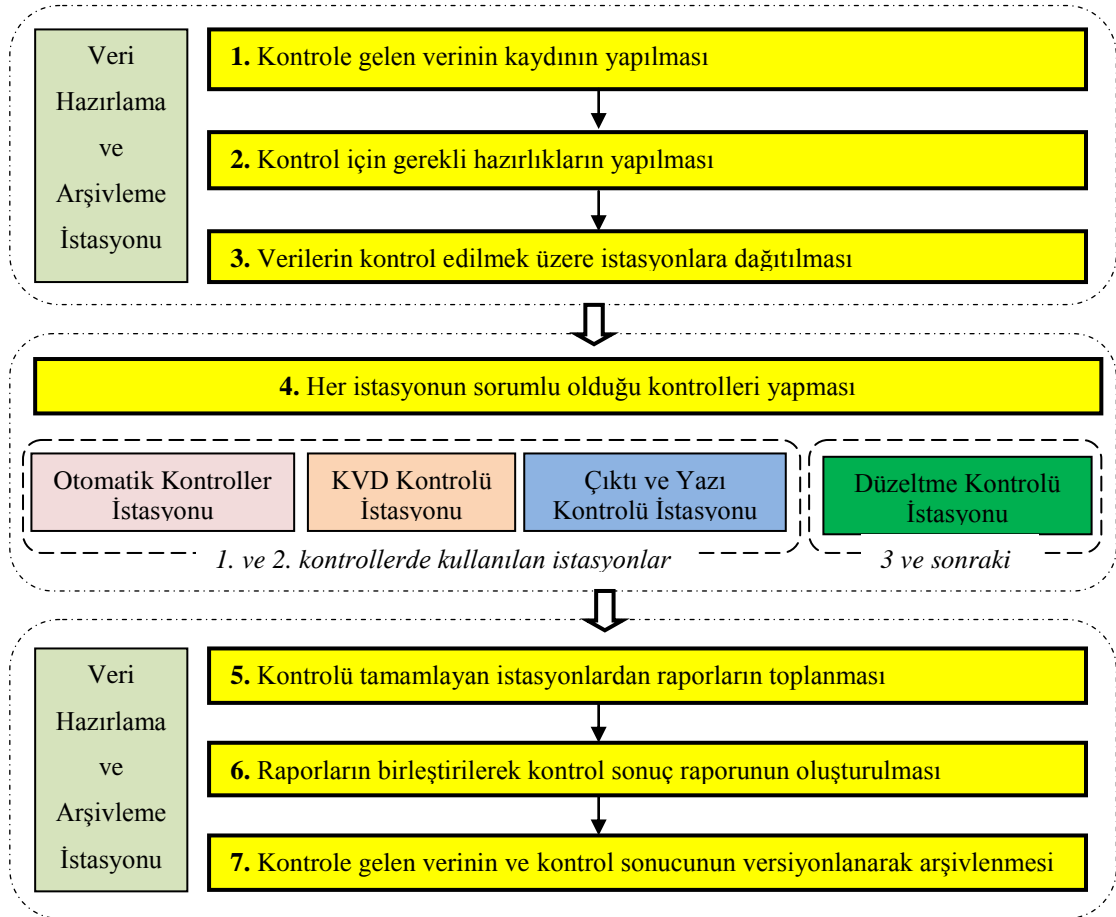 Veri
Hazırlama
ve
Arşivleme
İstasyonu
1. Kontrole gelen verinin kaydının yapılması
2. Kontrol için gerekli hazırlıkların yapılması
3. Verilerin kontrol edilmek üzere istasyonlara dağıtılması
4. Her istasyonun sorumlu olduğu kontrolleri yapması
Otomatik Kontroller
İstasyonu
KVD Kontrolü
İstasyonu
Çıktı ve Yazı
Kontrolü İstasyonu
Düzeltme Kontrolü
İstasyonu
1. ve 2. kontrollerde kullanılan istasyonlar
3 ve sonraki
Veri
Hazırlama
ve
Arşivleme
İstasyonu
5. Kontrolü tamamlayan istasyonlardan raporların toplanması
6. Raporların birleştirilerek kontrol sonuç raporunun oluşturulması
7. Kontrole gelen verinin ve kontrol sonucunun versiyonlanarak arşivlenmesi